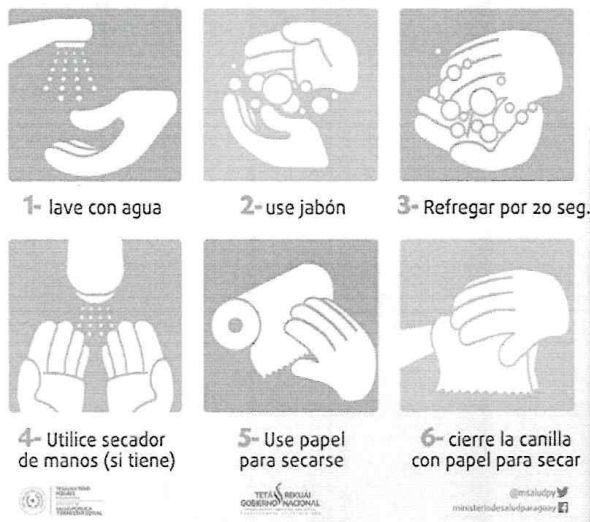 1- lave con agua
2- use jabón
3- Refregar por 20 seg.
4- Utilice secador
de manos (si tiene)
5- Use papel
para secarse
6- cierre la canilla
con papel para secar
TETÃ REKUÁI
GOBIERNO NACIONAL
@msaludpy
ministeriodesaludparaguay